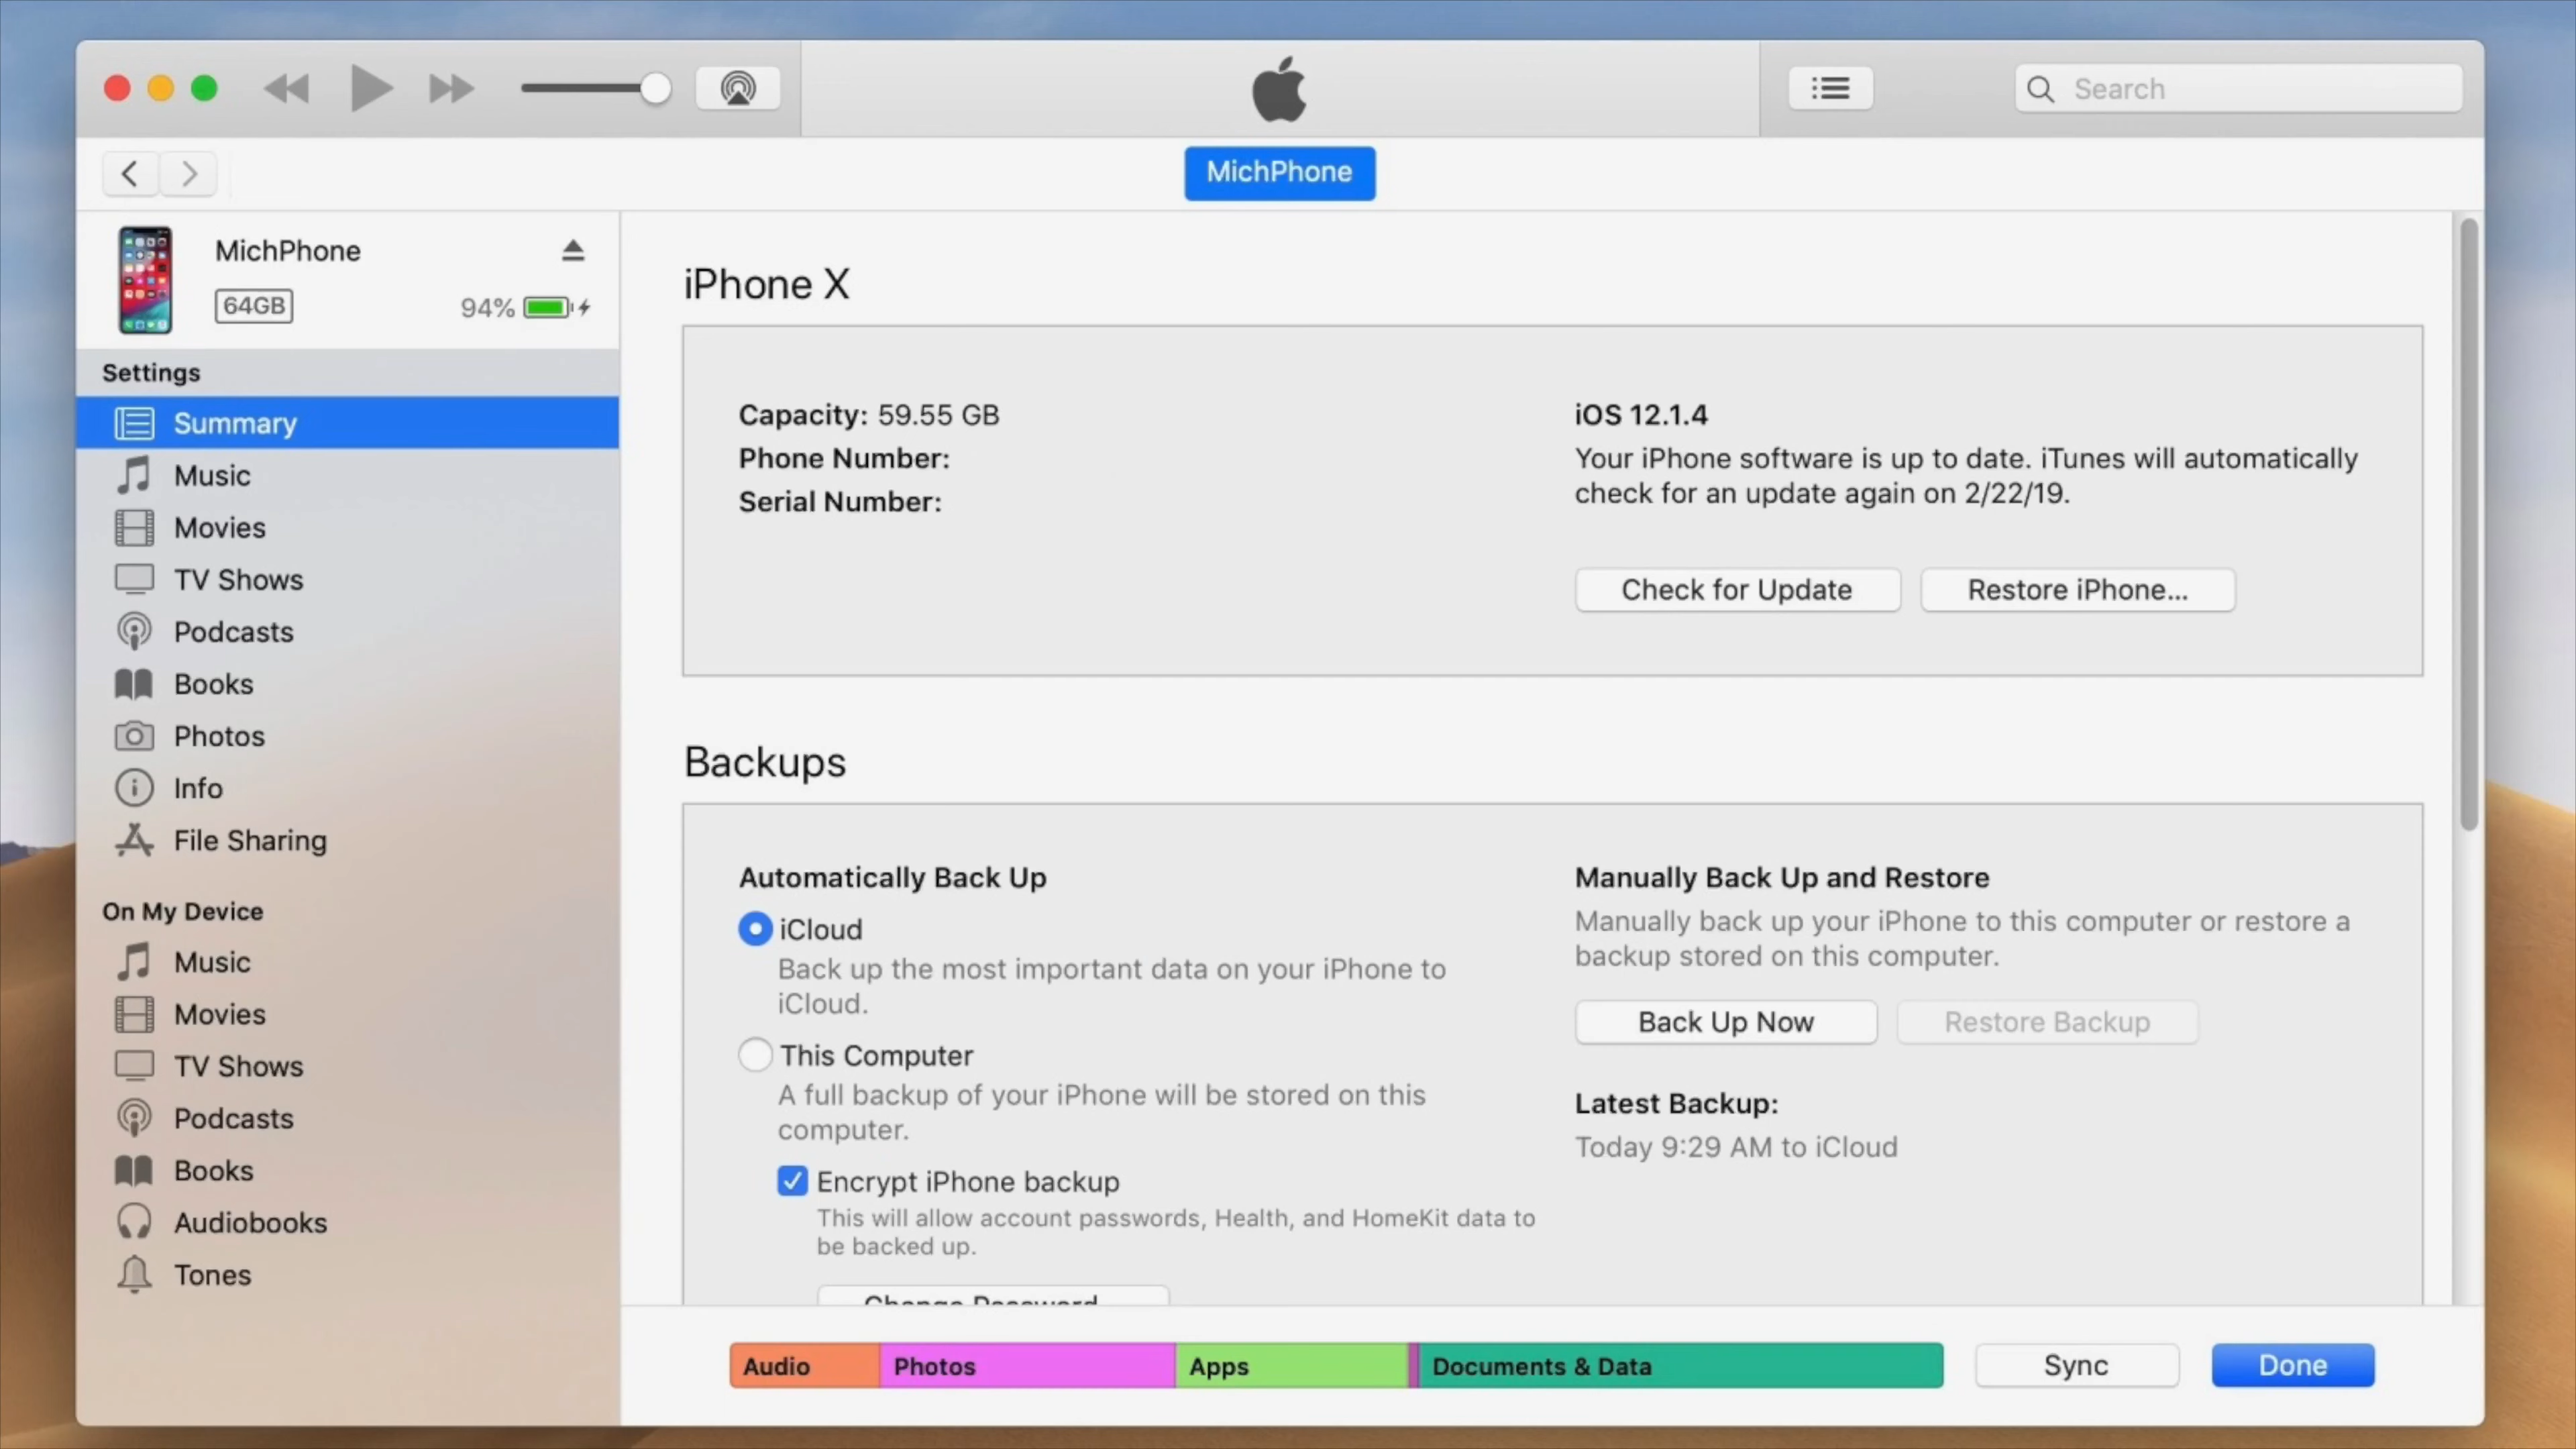 Search
MichPhone
MichPhone
64GB
94%
Settings
Summary
Music
Movies
TV Shows
Podcasts
Books
Photos
Info
File Sharing
On My Device
Music
Movies
TV Shows
Podcasts
Books
Audiobooks
Tones
iPhone X
Capacity: 59.55 GB
Phone Number:
Serial Number:
iOS 12.1.4
Your iPhone software is up to date. iTunes will automatically
check for an update again on 2/22/19.
Check for Update
Restore iPhone...
Backups
Automatically Back Up
iCloud
Back up the most important data on your iPhone to
iCloud.
This Computer
A full backup of your iPhone will be stored on this
computer.
Encrypt iPhone backup
This will allow account passwords, Health, and HomeKit data to
be backed up.
Change Password...
Manually Back Up and Restore
Manually back up your iPhone to this computer or restore a
backup stored on this computer.
Back Up Now
Restore Backup
Latest Backup:
Today 9:29 AM to iCloud
Audio
Photos
Apps
Documents & Data
Sync
Done